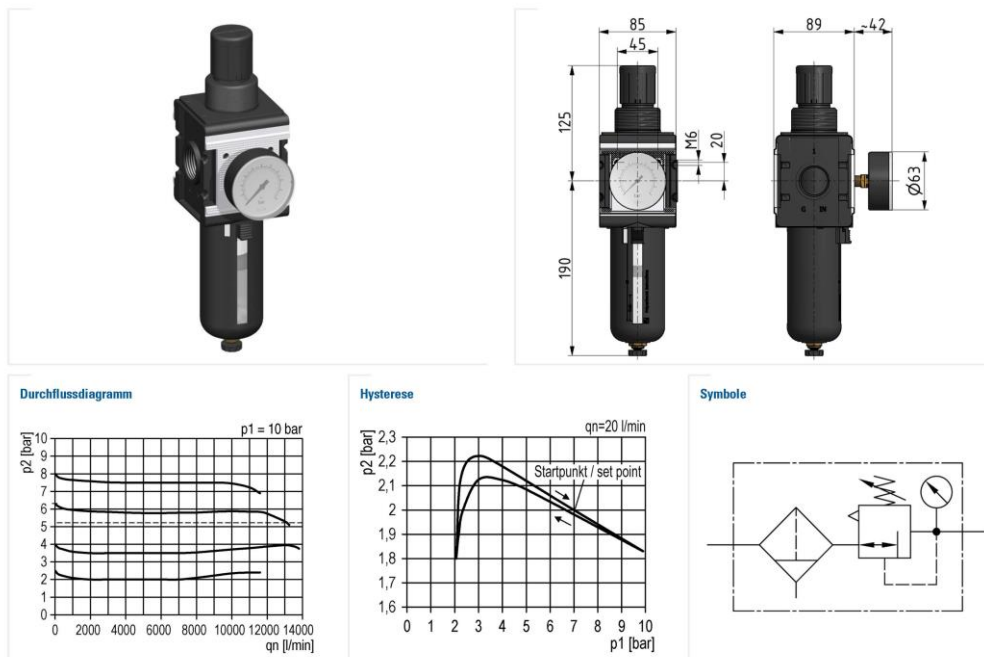 85
45
125
M6
20
190
89
~42
Ø63
1
G
IN
Durchflussdiagramm
p1 = 10 bar
p2 [bar]
10
9
8
7
6
5
4
3
2
1
0
0 2000 4000 6000 8000 10000 12000 14000
qn [l/min]
Hysterese
qn=20 l/min
p2 [bar]
2,3
2,2
2,1
2
1,9
1,8
1,7
1,6
Startpunkt / set point
0 1 2 3 4 5 6 7 8 9 10
p1 [bar]
Symbole